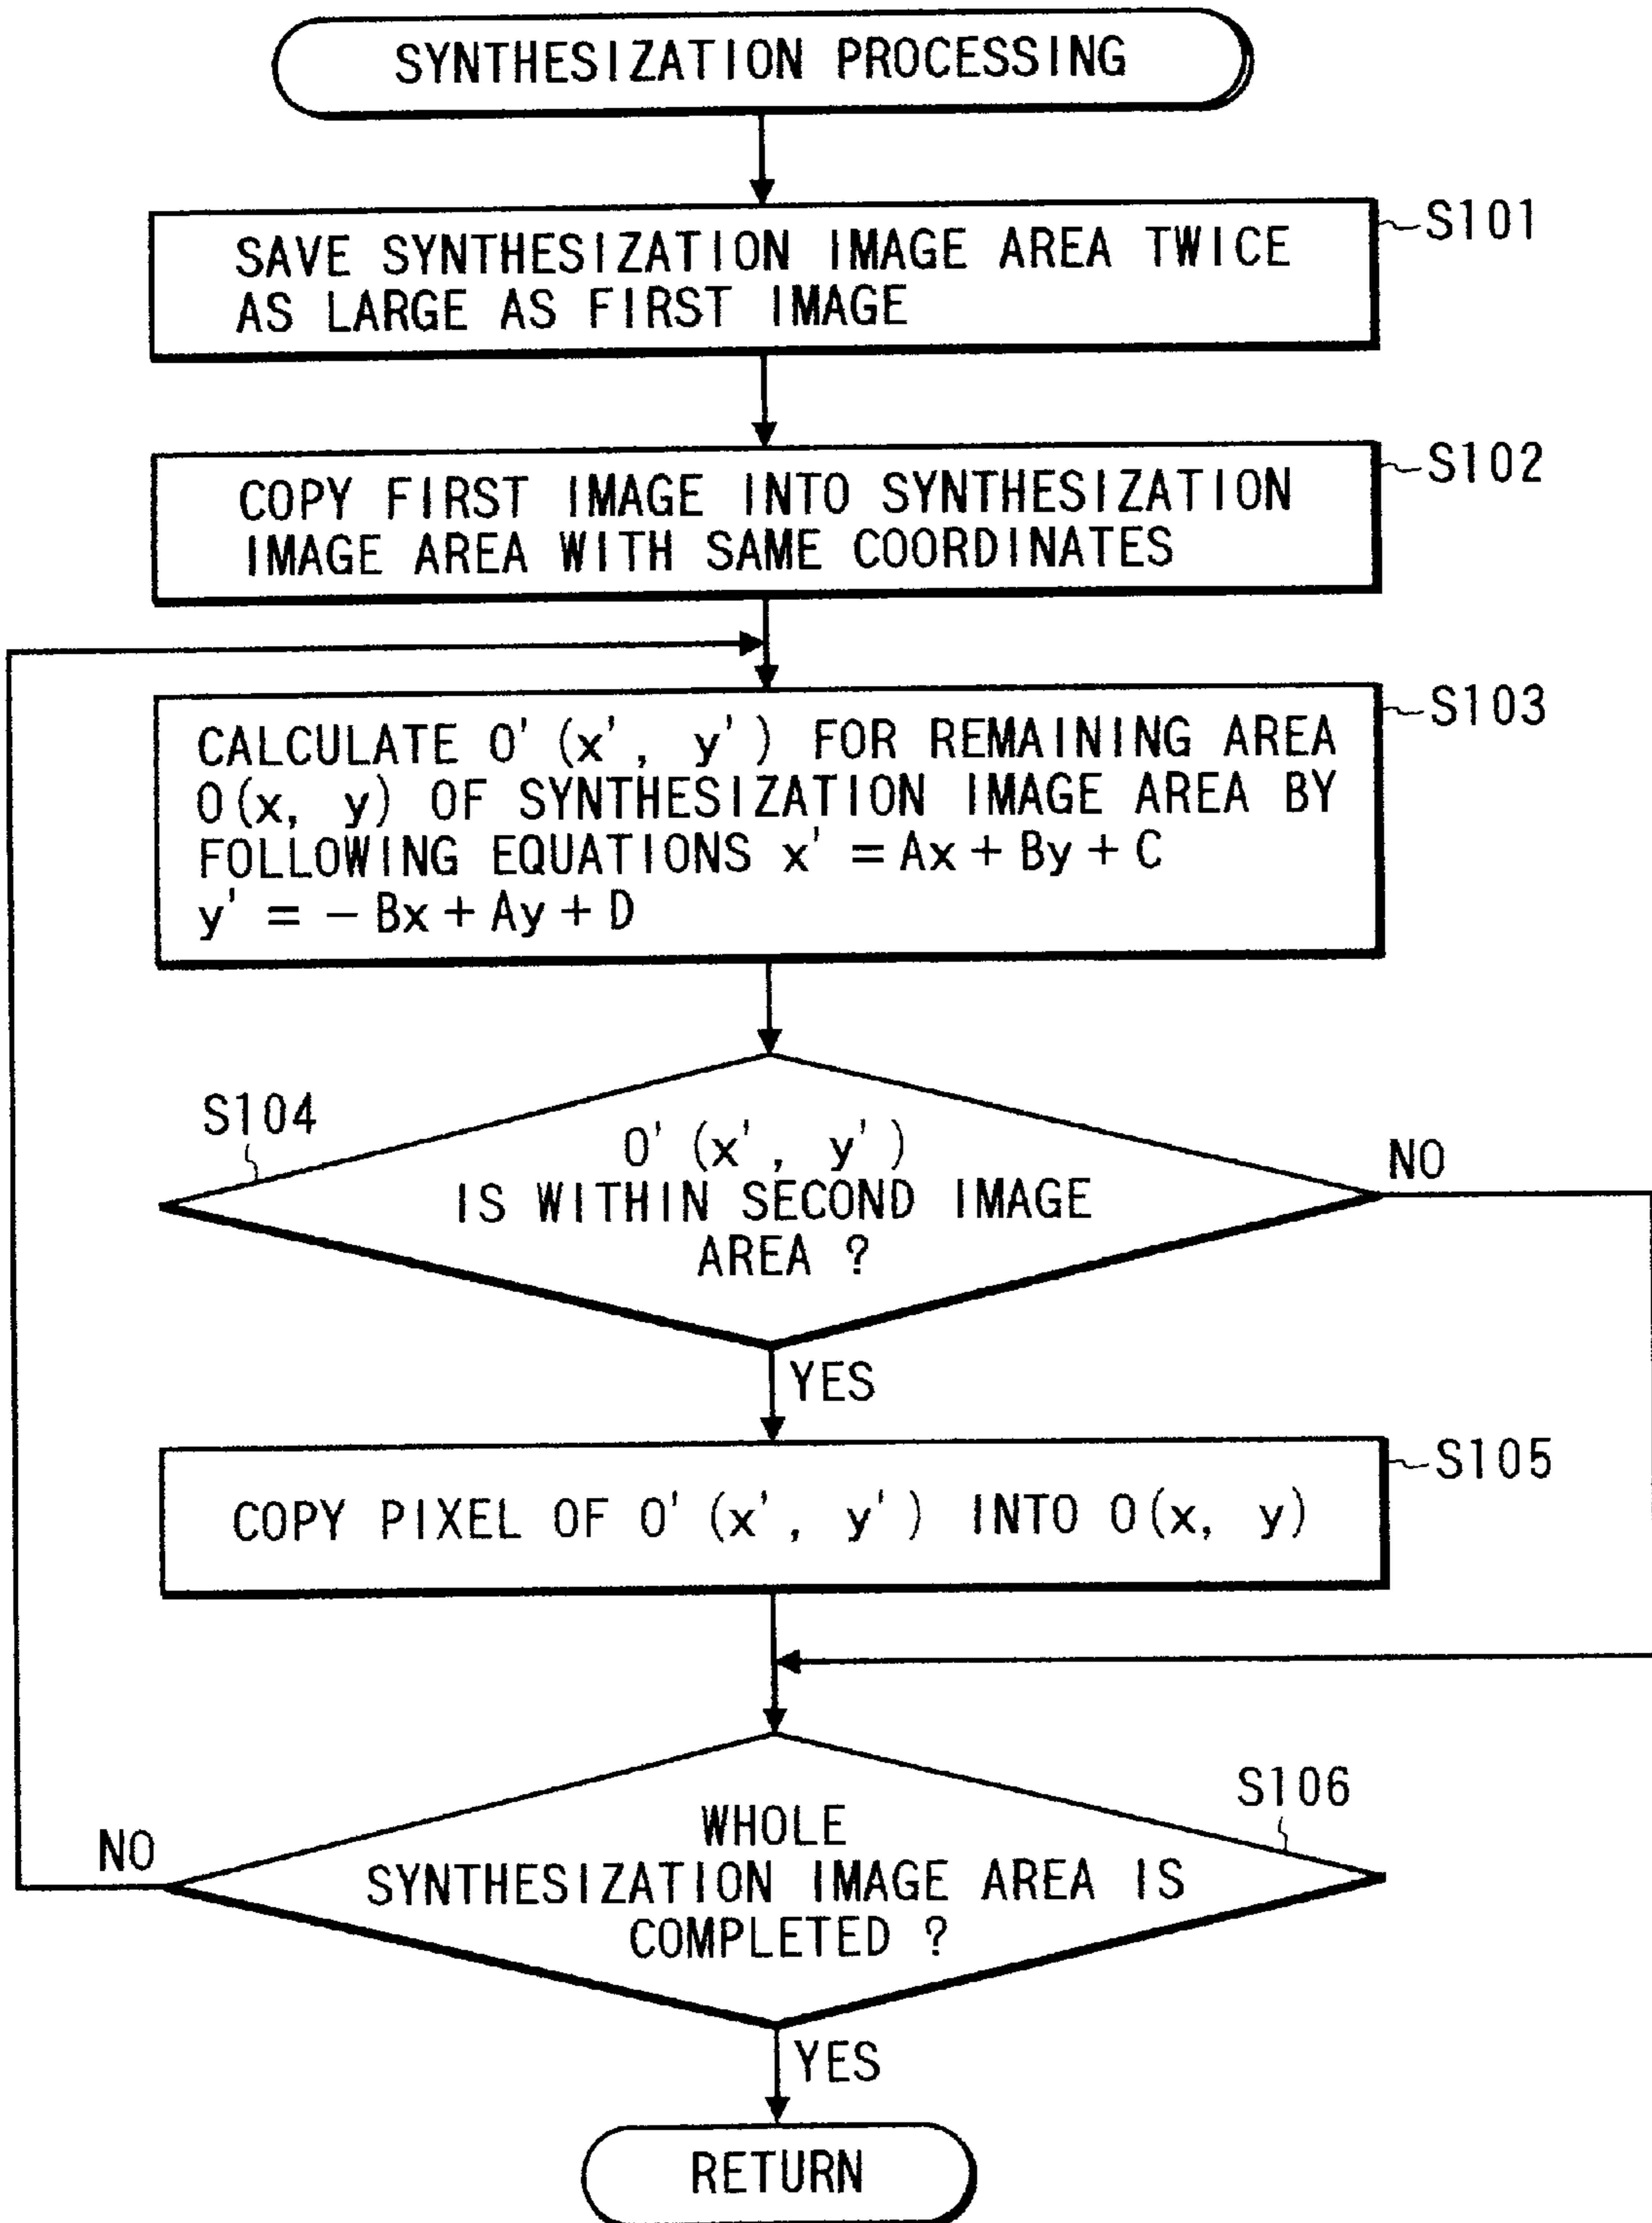 SYNTHESIZATION PROCESSING
S101
SAVE SYNTHESIZATION IMAGE AREA TWICE
AS LARGE AS FIRST IMAGE
S102
COPY FIRST IMAGE INTO SYNTHESIZATION
IMAGE AREA WITH SAME COORDINATES
S103
CALCULATE O' (x', y') FOR REMAINING AREA
O(x, y) OF SYNTHESIZATION IMAGE AREA BY
FOLLOWING EQUATIONS x' = Ax + By + C
y' = - Bx + Ay + D
S104
O' (x', y')
IS WITHIN SECOND IMAGE
AREA ?
NO
YES
S105
COPY PIXEL OF O' (x', y') INTO O(x, y)
S106
WHOLE
SYNTHESIZATION IMAGE AREA IS
COMPLETED ?
NO
YES
RETURN